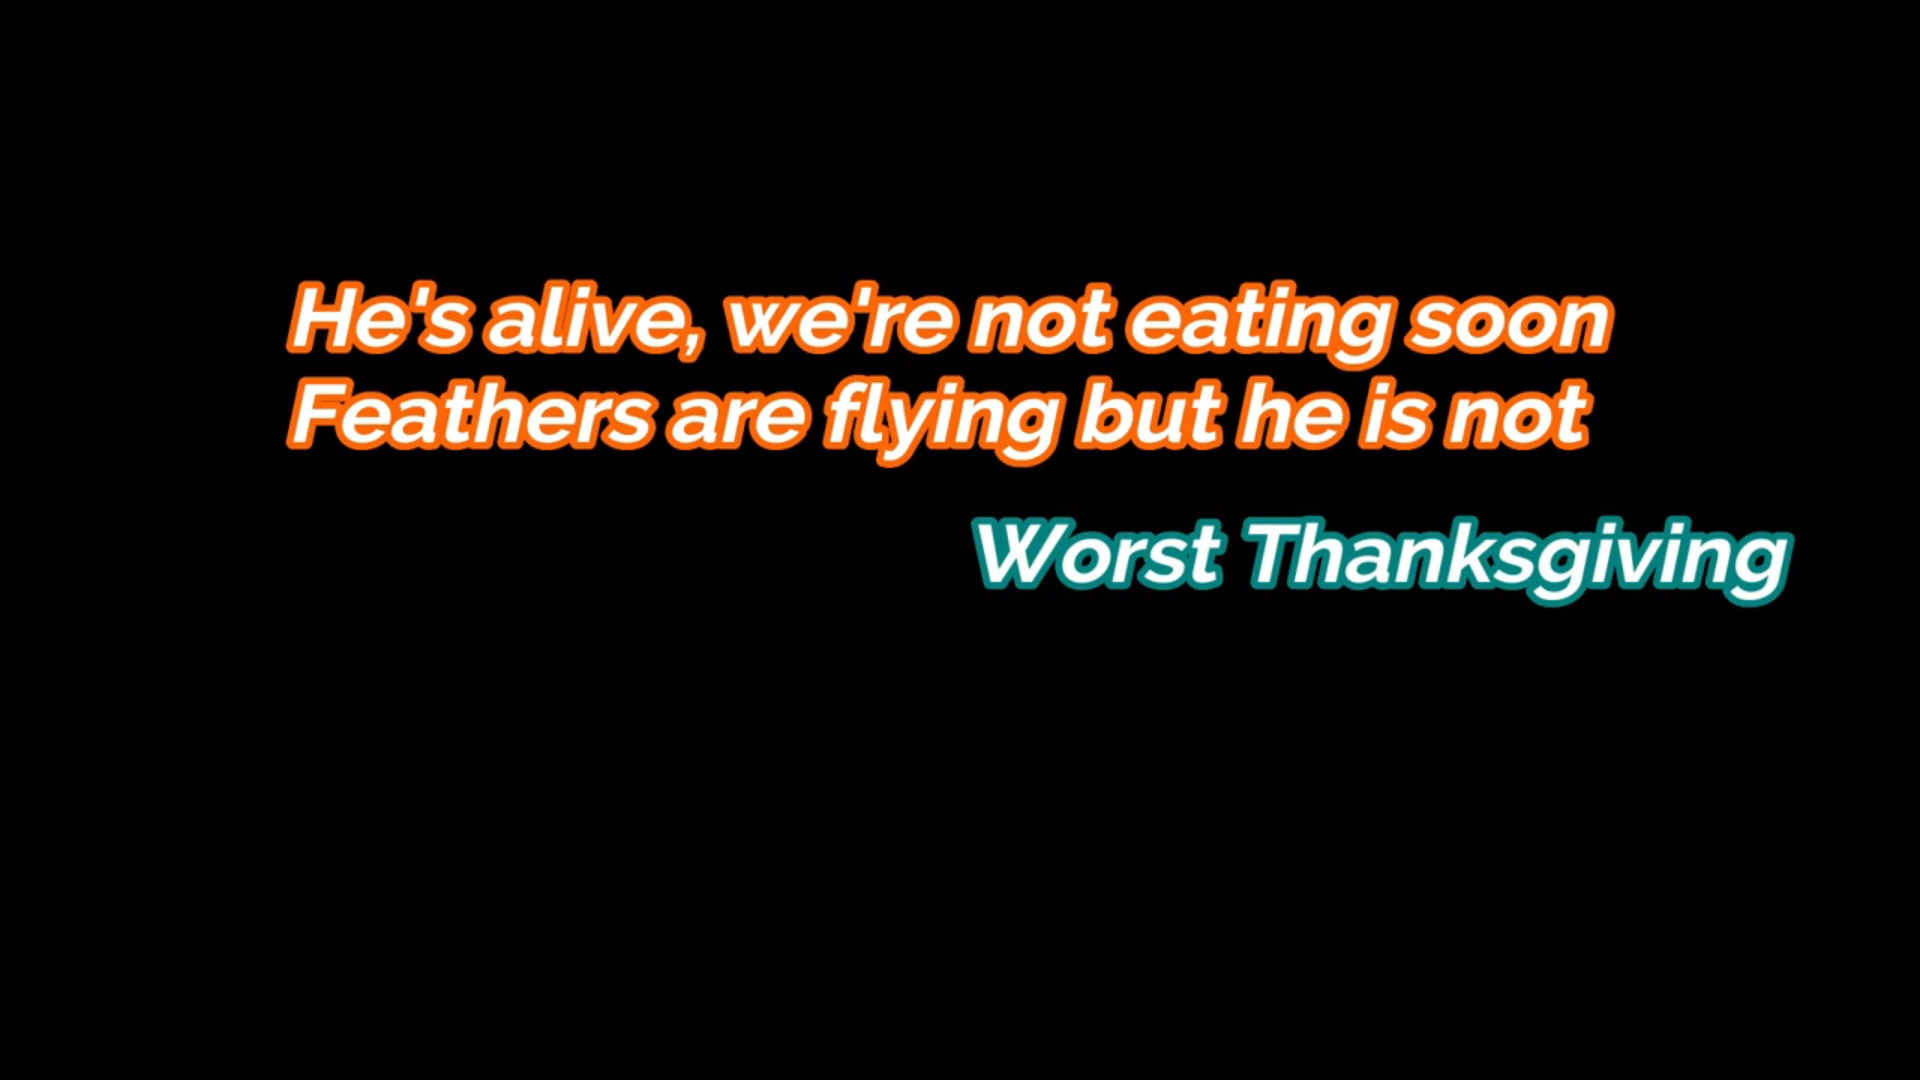 He's alive, we're not eating soon
Feathers are flying but he is not
Worst Thanksgiving